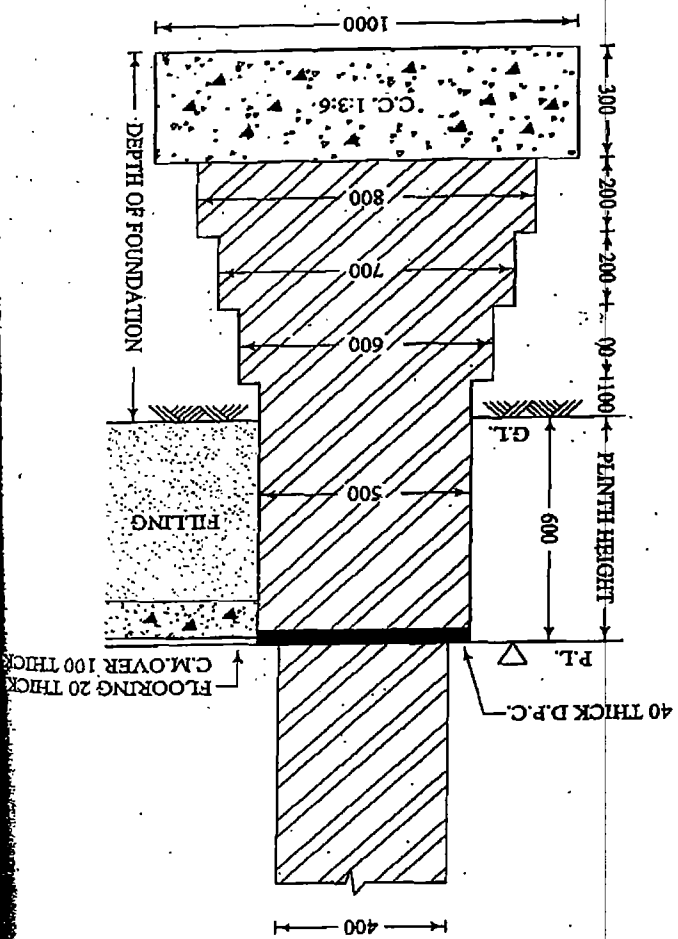 400
40 THICK D.P.C.
P.L.
FLOORING 20 THICK
C.M.OVER 100 THICK
PLINTH HEIGHT
600
500
FILLING
G.L.
100
00
600
200
700
200
800
300
C.C. 1:3:6
DEPTH OF FOUNDATION
1000